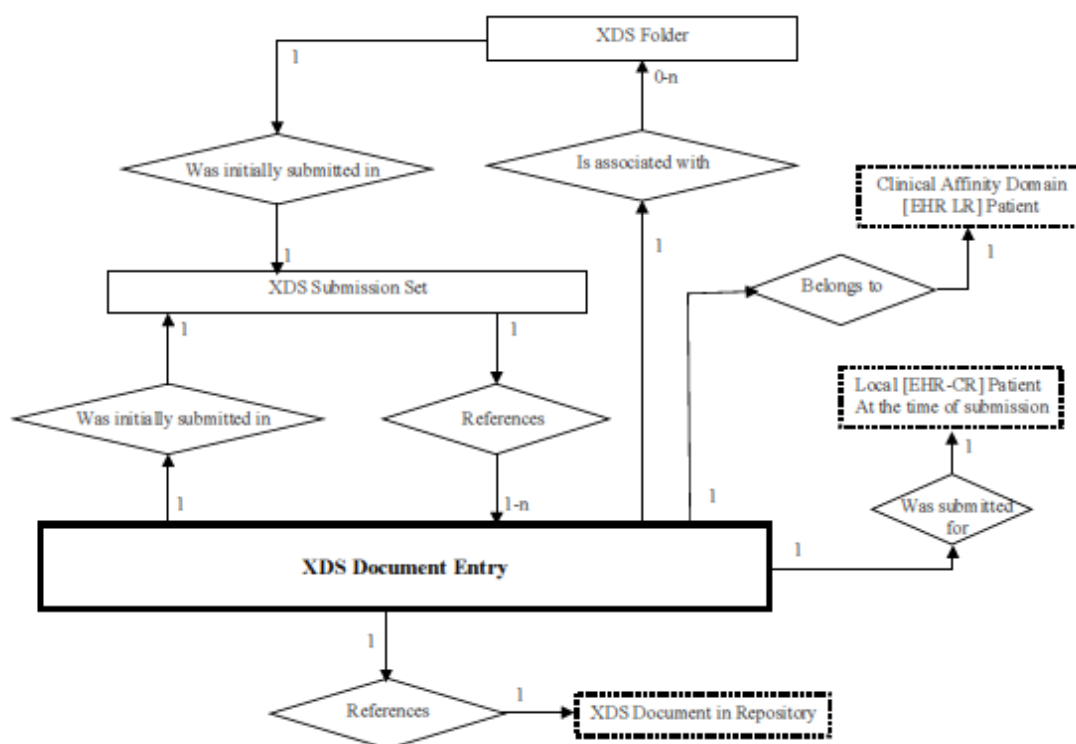 XDS Folder
1
0-n
Was initially submitted in
Is associated with
Clinical Affinity Domain
[EHR LR] Patient
1
1
1
XDS Submission Set
Belongs to
1
1
Local [EHR-CR] Patient
At the time of submission
Was initially submitted in
References
1
1
1-n
1
Was submitted
for
1
XDS Document Entry
1
References
1
XDS Document in Repository